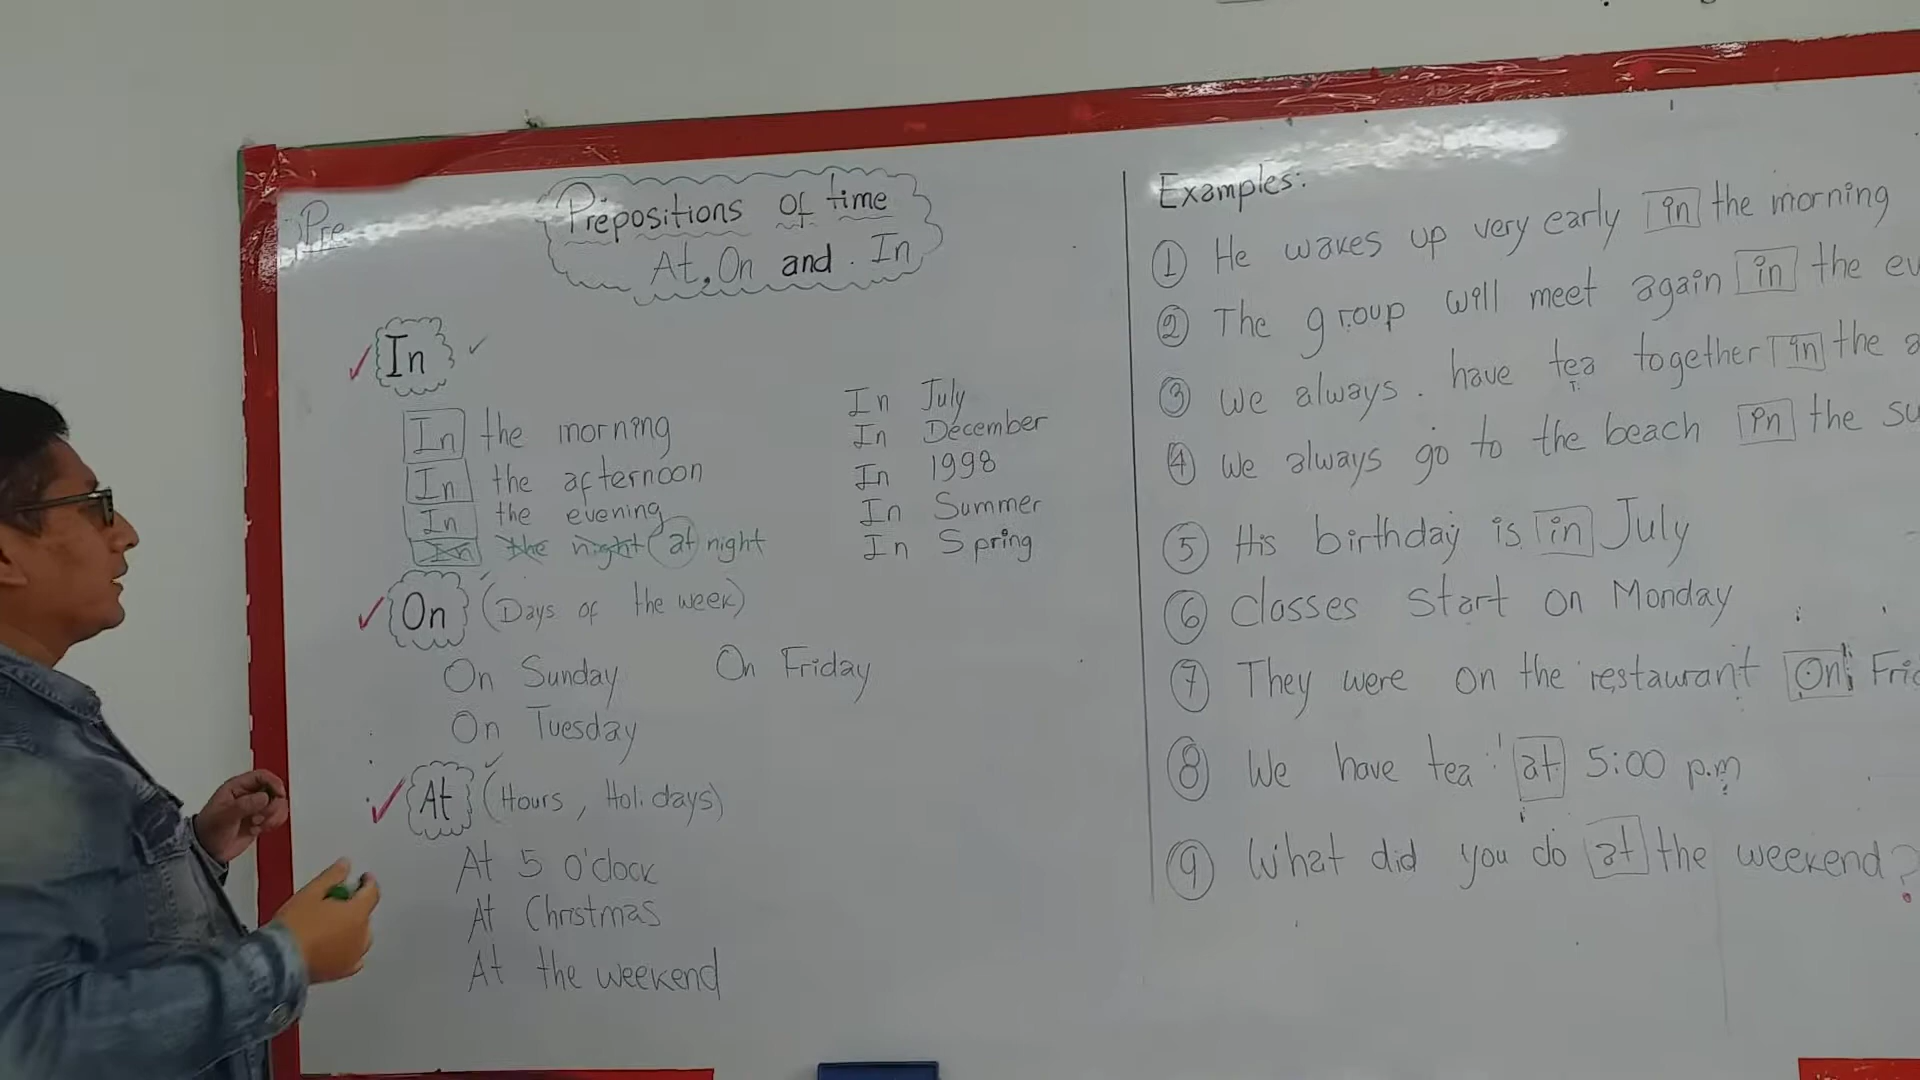 Pre
Prepositions of time
At, On and In
In
In the morning
In the afternoon
In the evening
In the night at night
In July
In December
In 1998
In Summer
In Spring
On (Days of the week)
On Sunday On Friday
On Tuesday
At (Hours, Holidays)
At 5 o'clock
At Christmas
At the weekend
Examples:
1 He wakes up very early in the morning
2 The group will meet again in the
3 We always have tea together in the
4 We always go to the beach in the
5 His birthday is in July
6 Classes start on Monday
7 They were on the restaurant On
8 We have tea at 5:00 p.m
9 What did you do at the weekend?